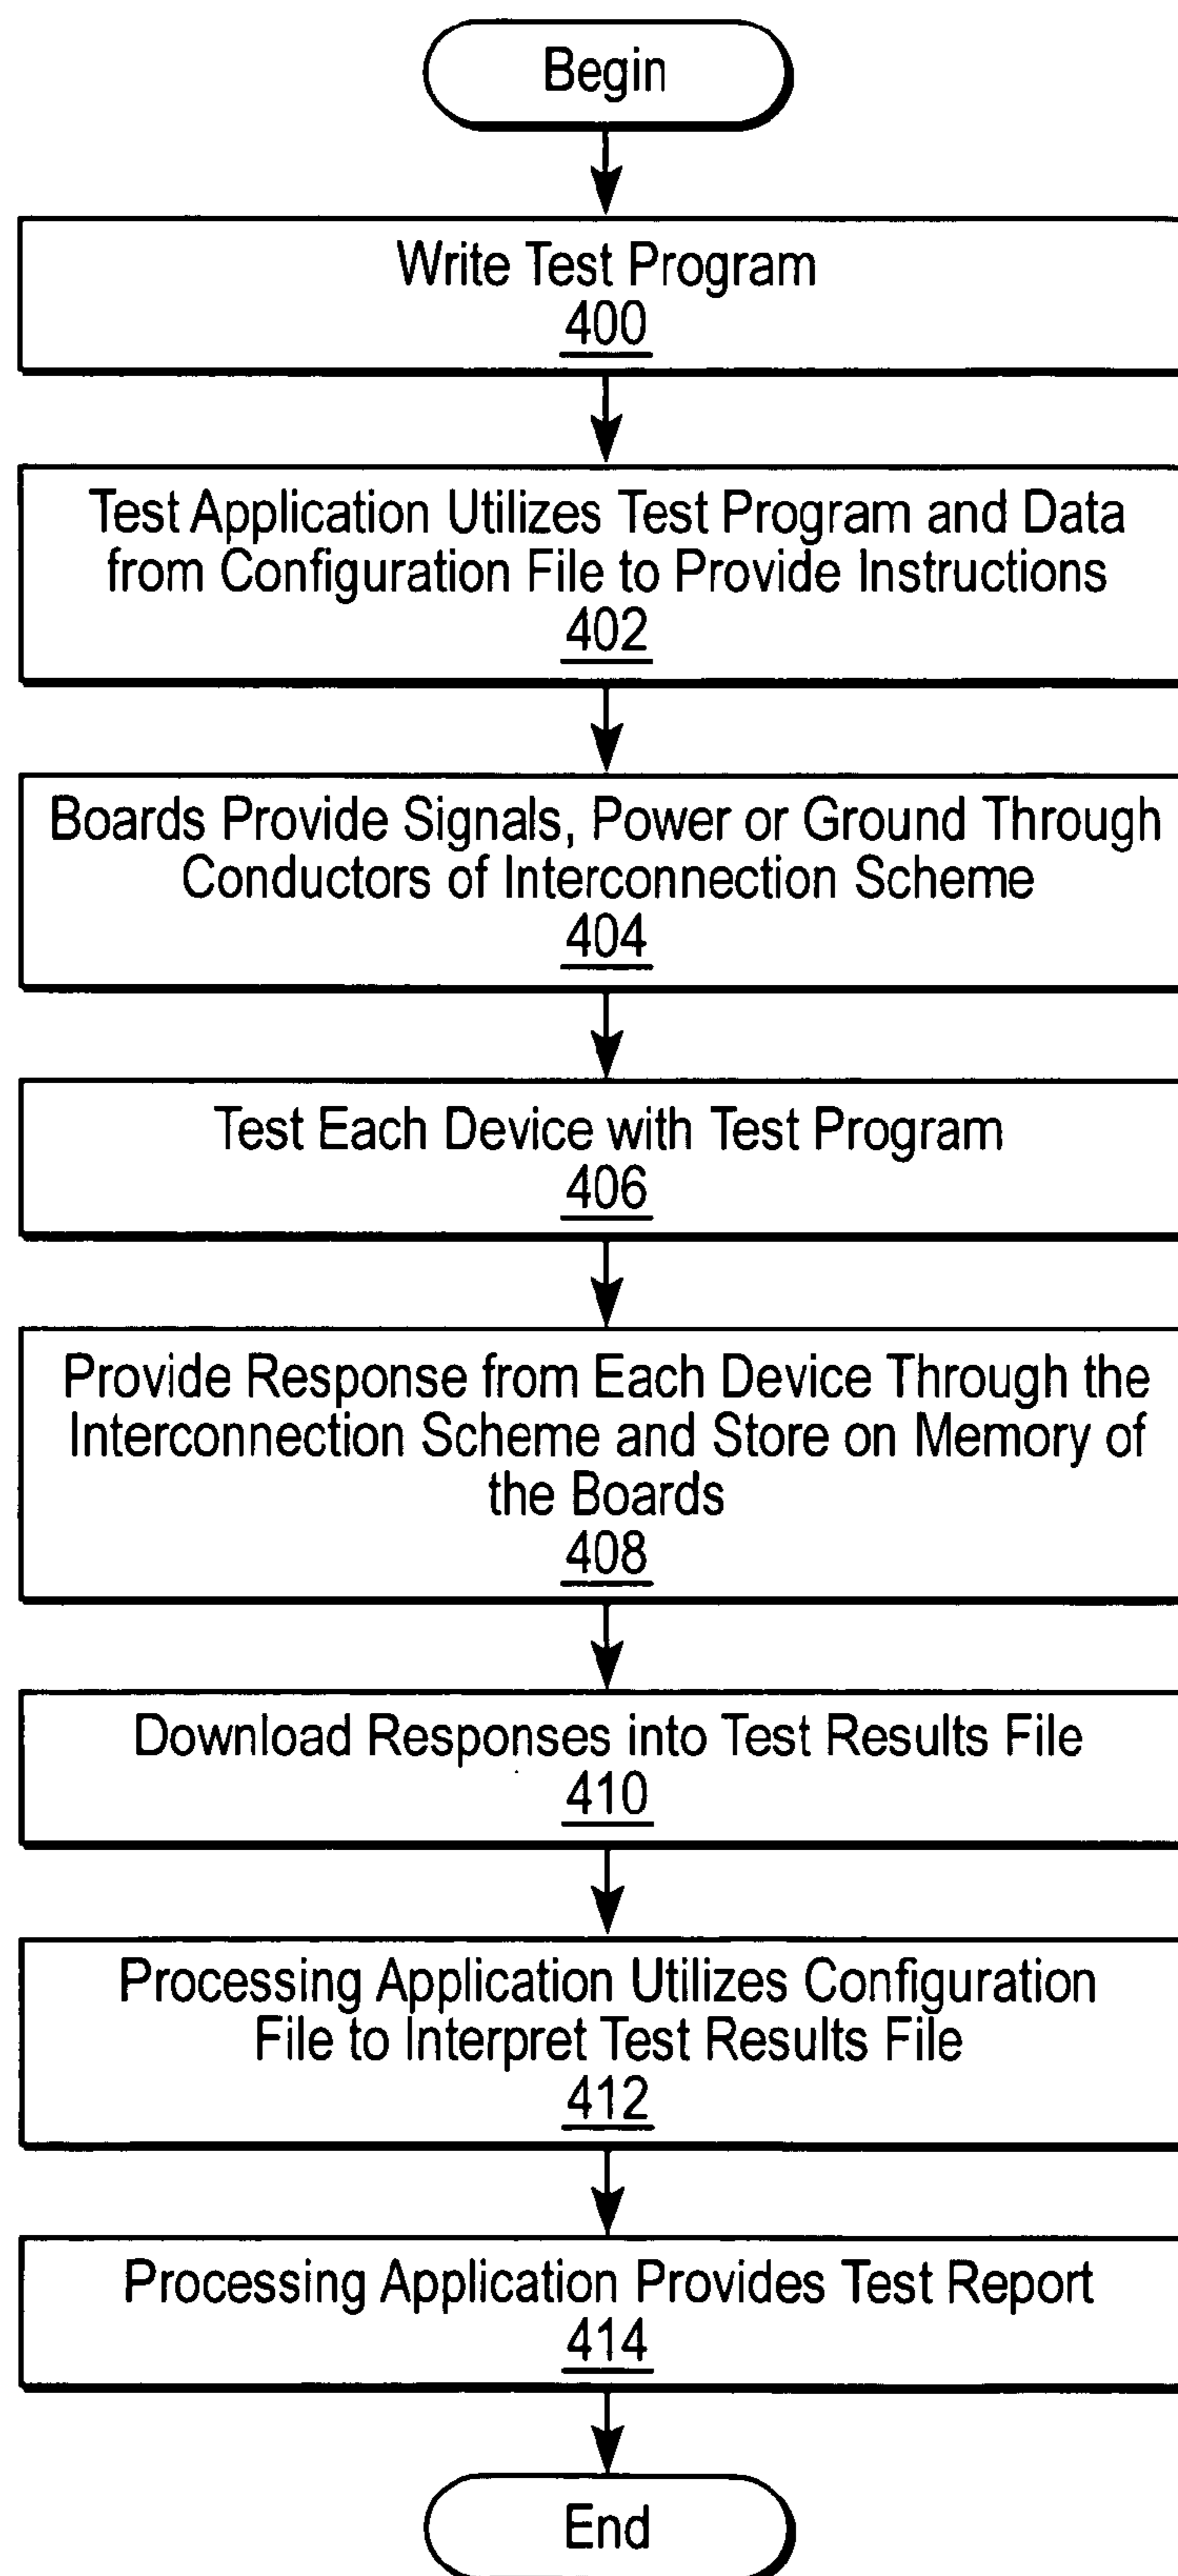 Begin
Write Test Program
400
Test Application Utilizes Test Program and Data
from Configuration File to Provide Instructions
402
Boards Provide Signals, Power or Ground Through
Conductors of Interconnection Scheme
404
Test Each Device with Test Program
406
Provide Response from Each Device Through the
Interconnection Scheme and Store on Memory of
the Boards
408
Download Responses into Test Results File
410
Processing Application Utilizes Configuration
File to Interpret Test Results File
412
Processing Application Provides Test Report
414
End